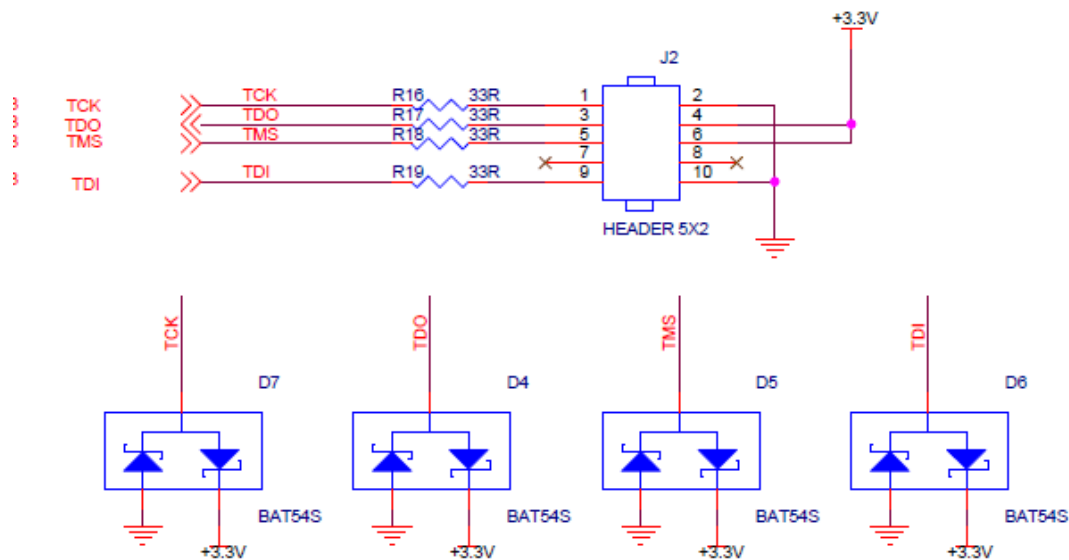 +3.3V
J2
TCK TCK R16 33R 1 2
TDO TDO R17 33R 3 4
TMS TMS R18 33R 5 6
7 8
TDI TDI R19 33R 9 10
HEADER 5X2
TCK TDO TMS TDI
D7 D4 D5 D6
BAT54S BAT54S BAT54S BAT54S
+3.3V +3.3V +3.3V +3.3V